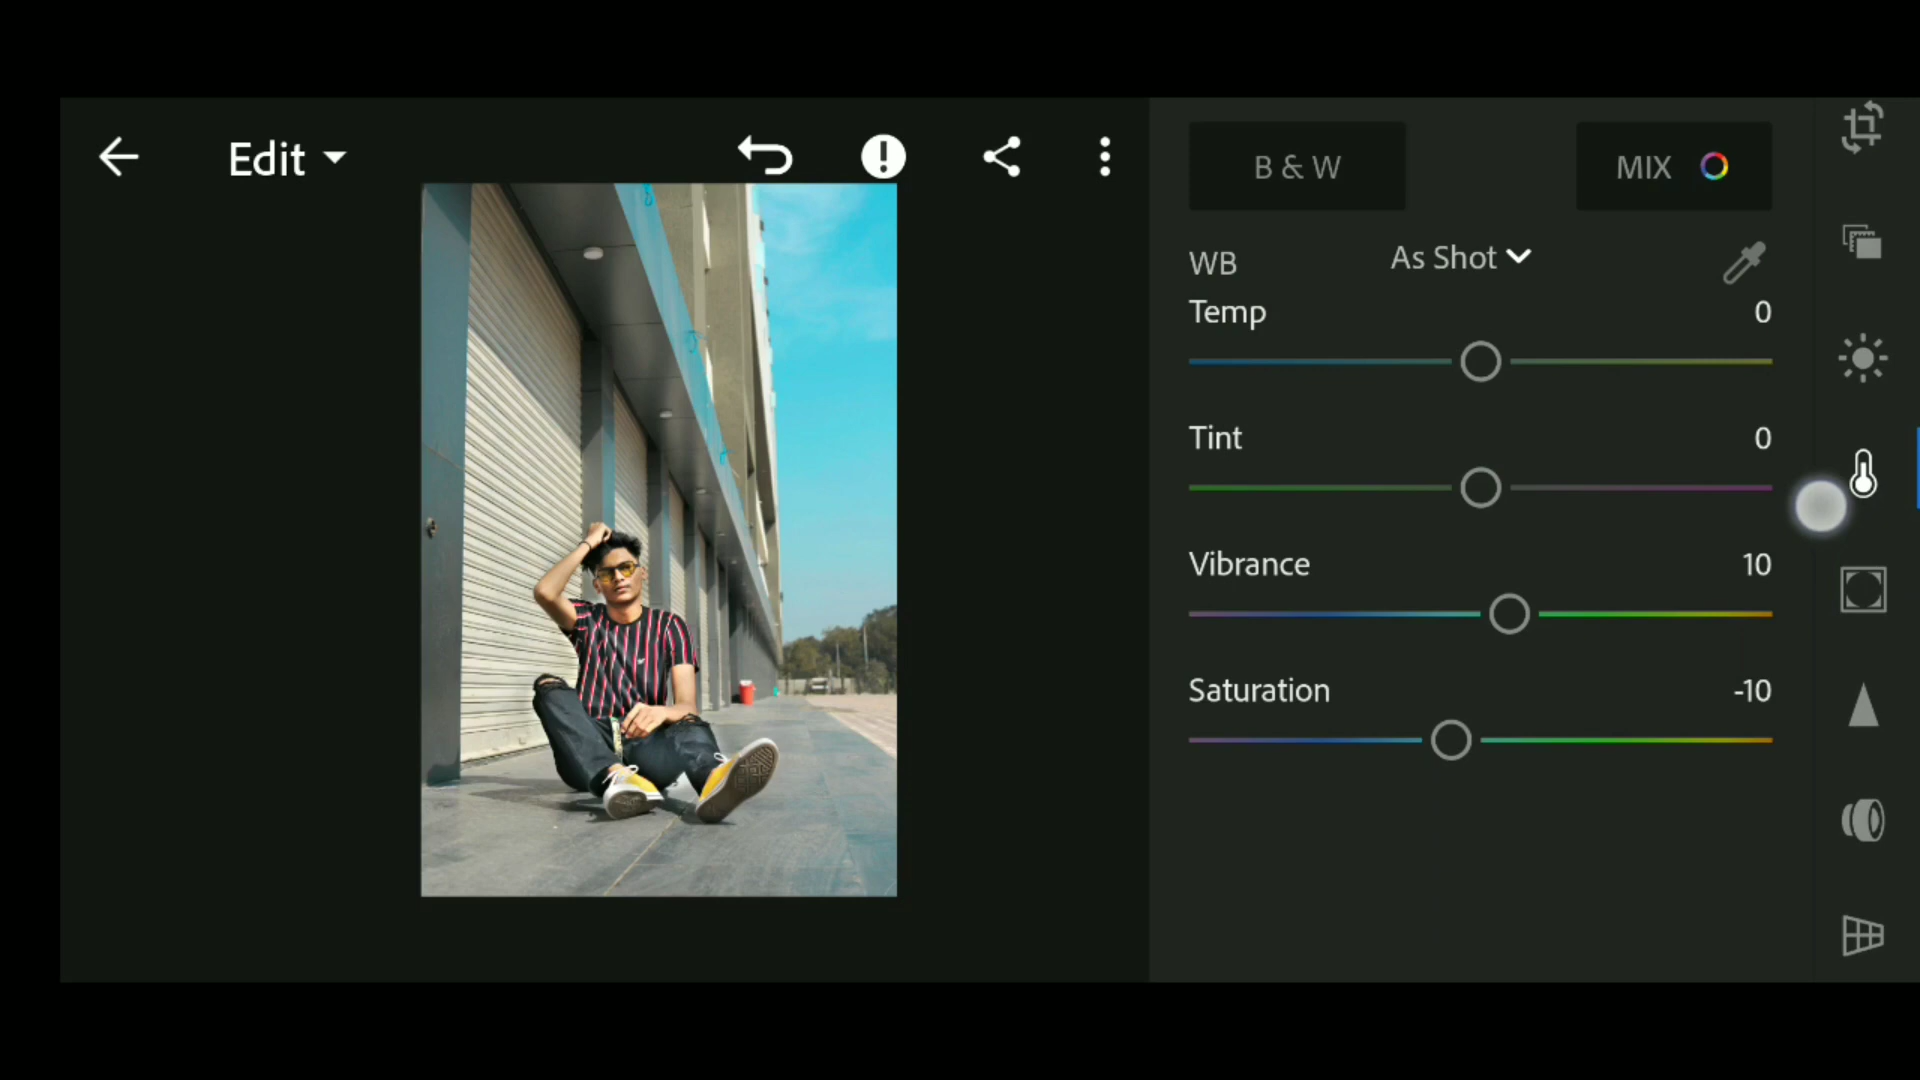 Edit
B & W
MIX
WB
As Shot
Temp
0
Tint
0
Vibrance
10
Saturation
-10